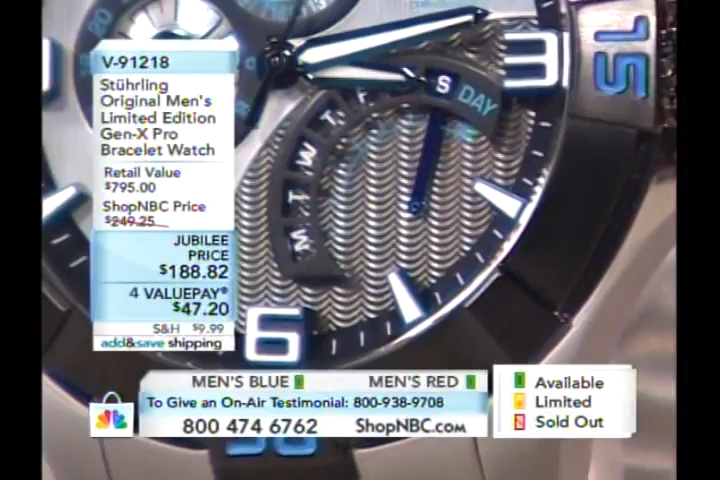 V-91218
Stührling
Original Men's
Limited Edition
Gen-X Pro
Bracelet Watch
Retail Value
$795.00
ShopNBC Price
$249.25
JUBILEE
PRICE
$188.82
4 VALUEPAY®
$47.20
S&H $9.99
add&save shipping
3
15
S DAY
F
T
W
T
M
6
MEN'S BLUE
MEN'S RED
To Give an On-Air Testimonial: 800-938-9708
800 474 6762
ShopNBC.com
Available
Limited
Sold Out